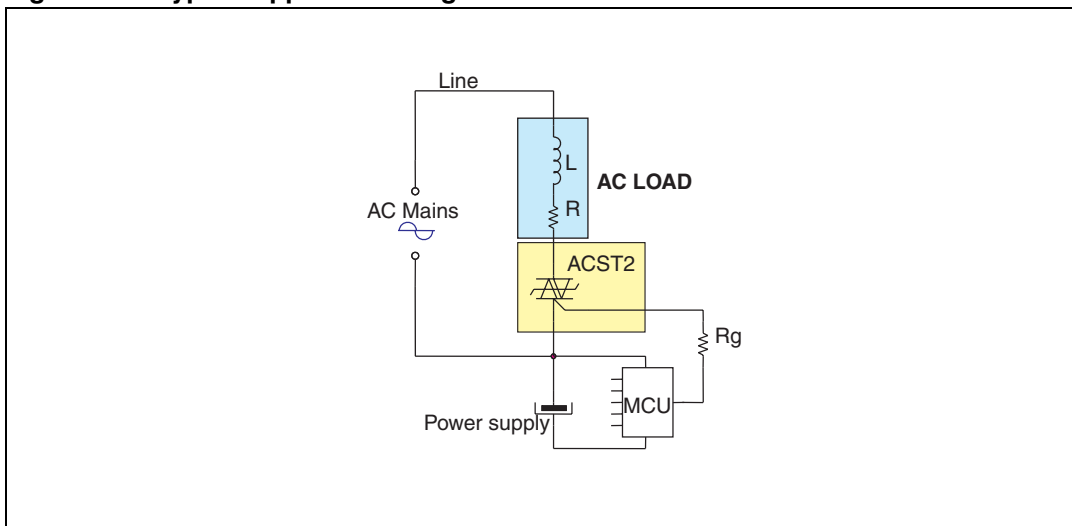 Line
L
AC LOAD
R
AC Mains
ACST2
Rg
MCU
Power supply